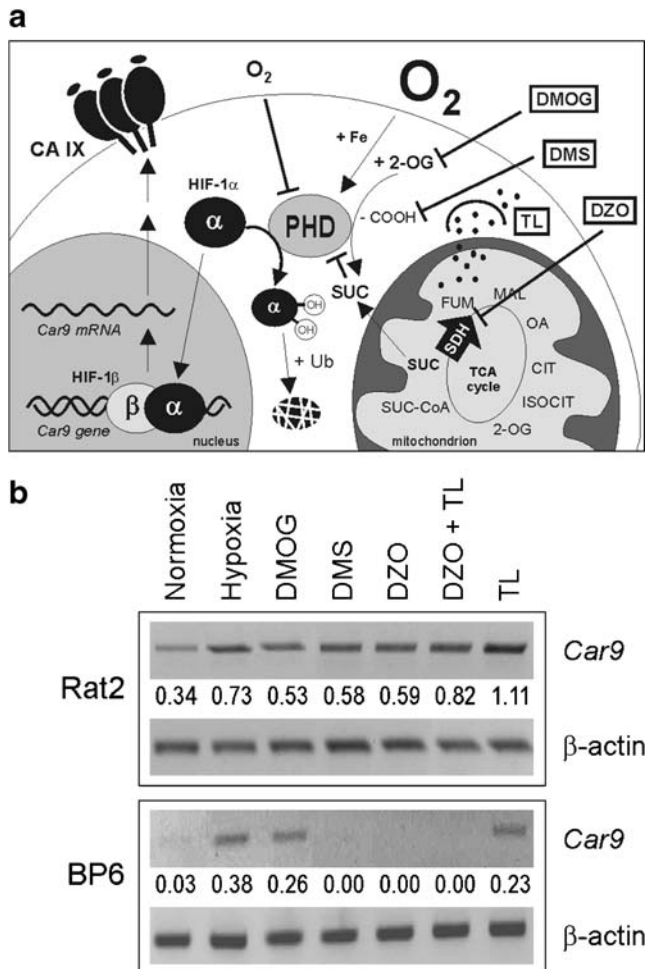 a
O2
O2
DMOG
CA IX
+ Fe
+ 2-OG
DMS
HIF-1α
α
PHD
- COOH
TL
DZO
SUC
α
OH
OH
FUM
MAL
OA
Car9 mRNA
SDH
+ Ub
SUC
TCA
cycle
CIT
HIF-1β
β
α
SUC-CoA
ISOCIT
Car9 gene
2-OG
nucleus
mitochondrion
b
Normoxia
Hypoxia
DMOG
DMS
DZO
DZO + TL
TL
Rat2
Car9
0.34 0.73 0.53 0.58 0.59 0.82 1.11
β-actin
BP6
Car9
0.03 0.38 0.26 0.00 0.00 0.00 0.23
β-actin